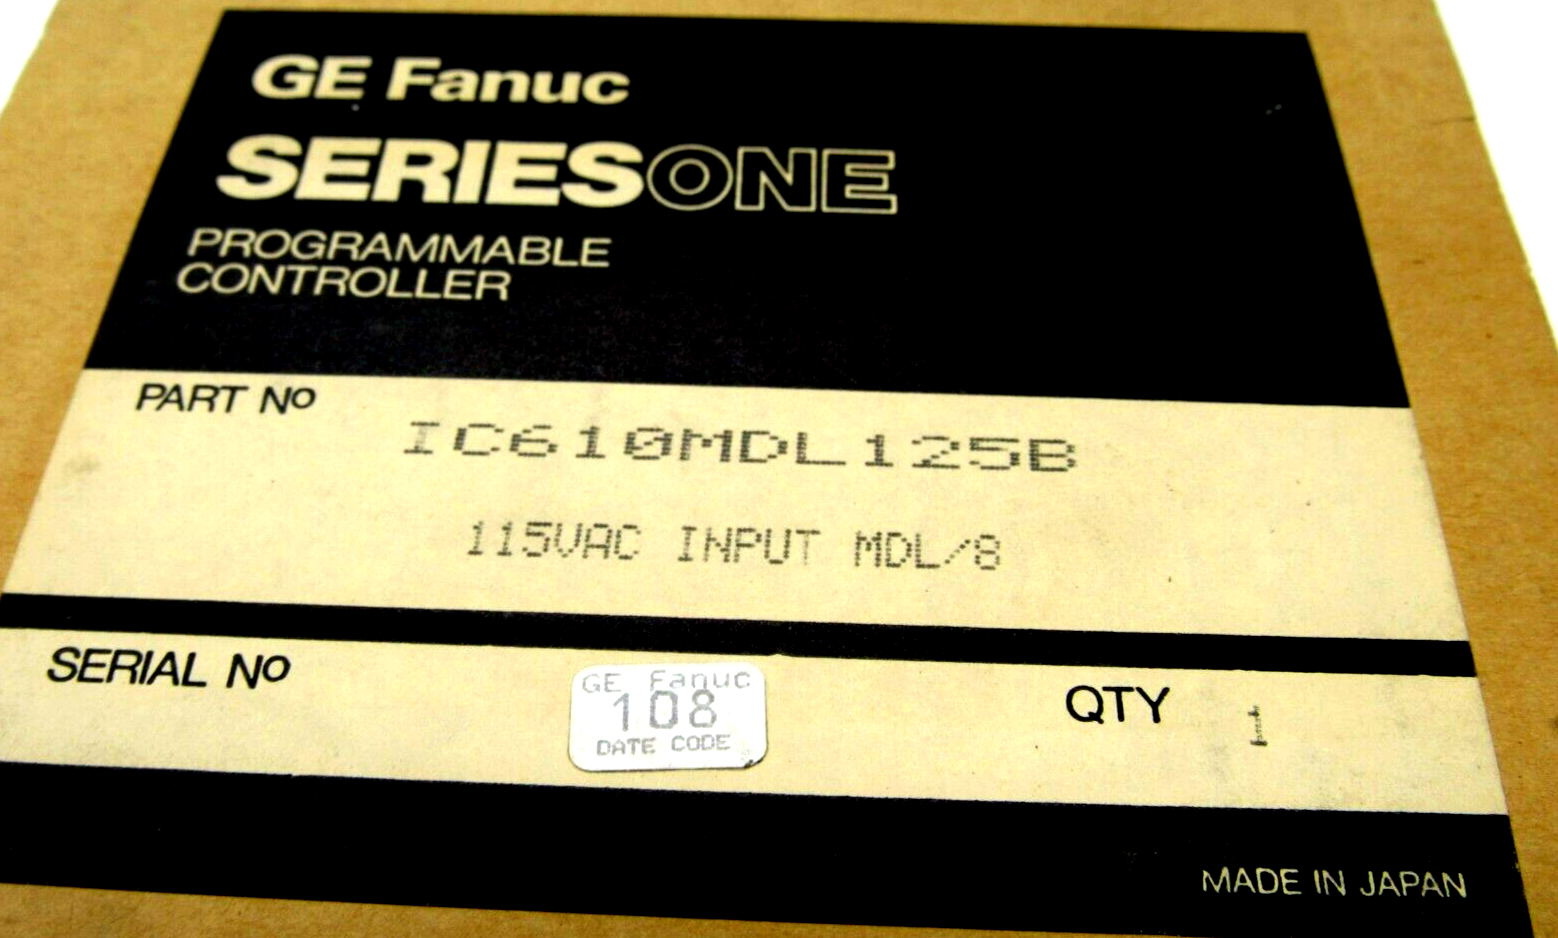 GE Fanuc
SERIESONE
PROGRAMMABLE
CONTROLLER
PART Nº
IC610MDL125B
115VAC INPUT MDL/8
SERIAL Nº
GE Fanuc
108
DATE CODE
QTY 1
MADE IN JAPAN